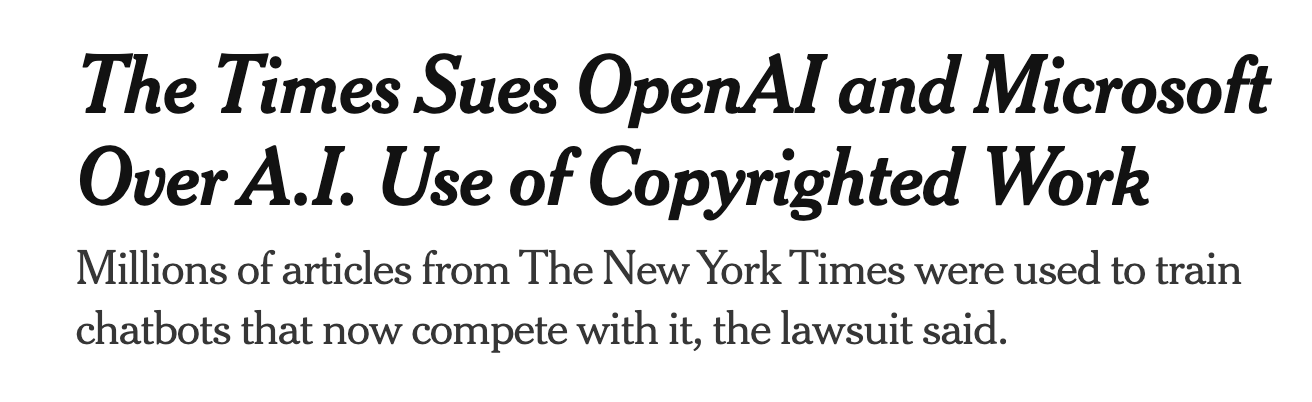 The Times Sues OpenAI and Microsoft
Over A.I. Use of Copyrighted Work
Millions of articles from The New York Times were used to train
chatbots that now compete with it, the lawsuit said.